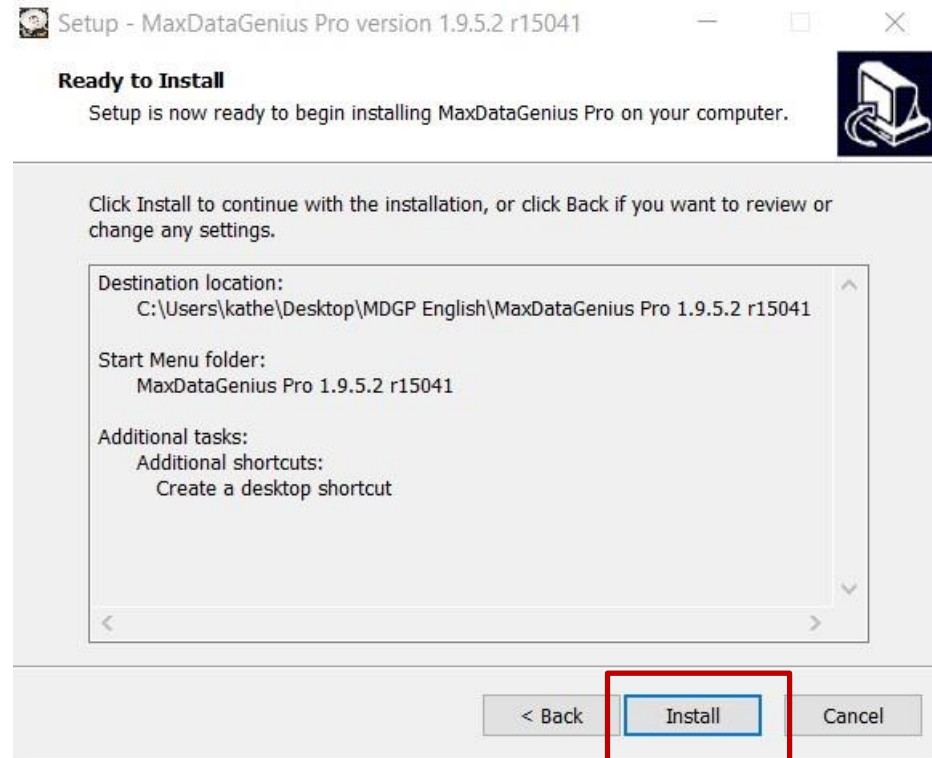 Setup - MaxDataGenius Pro version 1.9.5.2 r15041
Ready to Install
Setup is now ready to begin installing MaxDataGenius Pro on your computer.
Click Install to continue with the installation, or click Back if you want to review or
change any settings.
Destination location:
C:\Users\kathe\Desktop\MDGP English\MaxDataGenius Pro 1.9.5.2 r15041
Start Menu folder:
MaxDataGenius Pro 1.9.5.2 r15041
Additional tasks:
Additional shortcuts:
Create a desktop shortcut
< Back Install Cancel